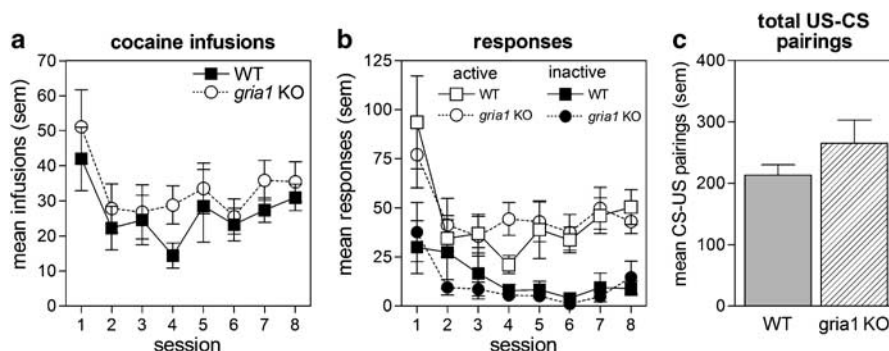 a
cocaine infusions
WT
gria1 KO
mean infusions (sem)
70
60
50
40
30
20
10
0
1 2 3 4 5 6 7 8
session
b
responses
active inactive
WT WT
gria1 KO gria1 KO
mean responses (sem)
125
100
75
50
25
0
1 2 3 4 5 6 7 8
session
c
total US-CS
pairings
mean CS-US pairings (sem)
400
300
200
100
0
WT gria1 KO